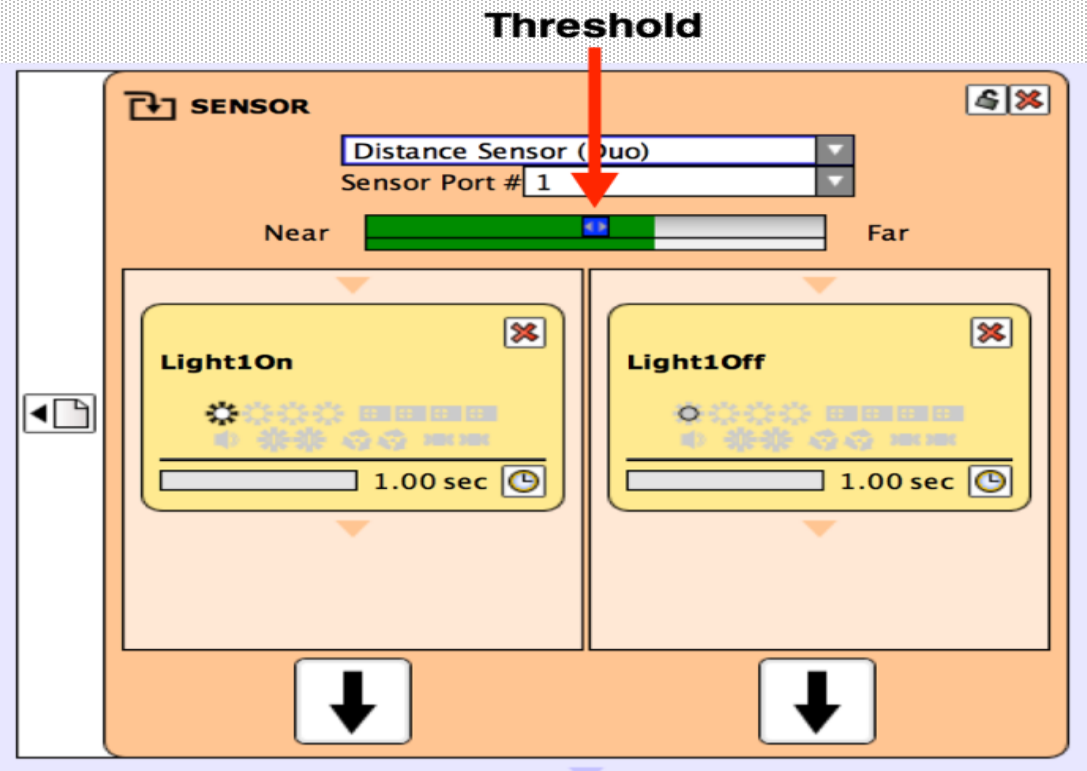 Threshold
SENSOR
Distance Sensor (Duo)
Sensor Port # 1
Near Far
Light1On
1.00 sec
Light1Off
1.00 sec